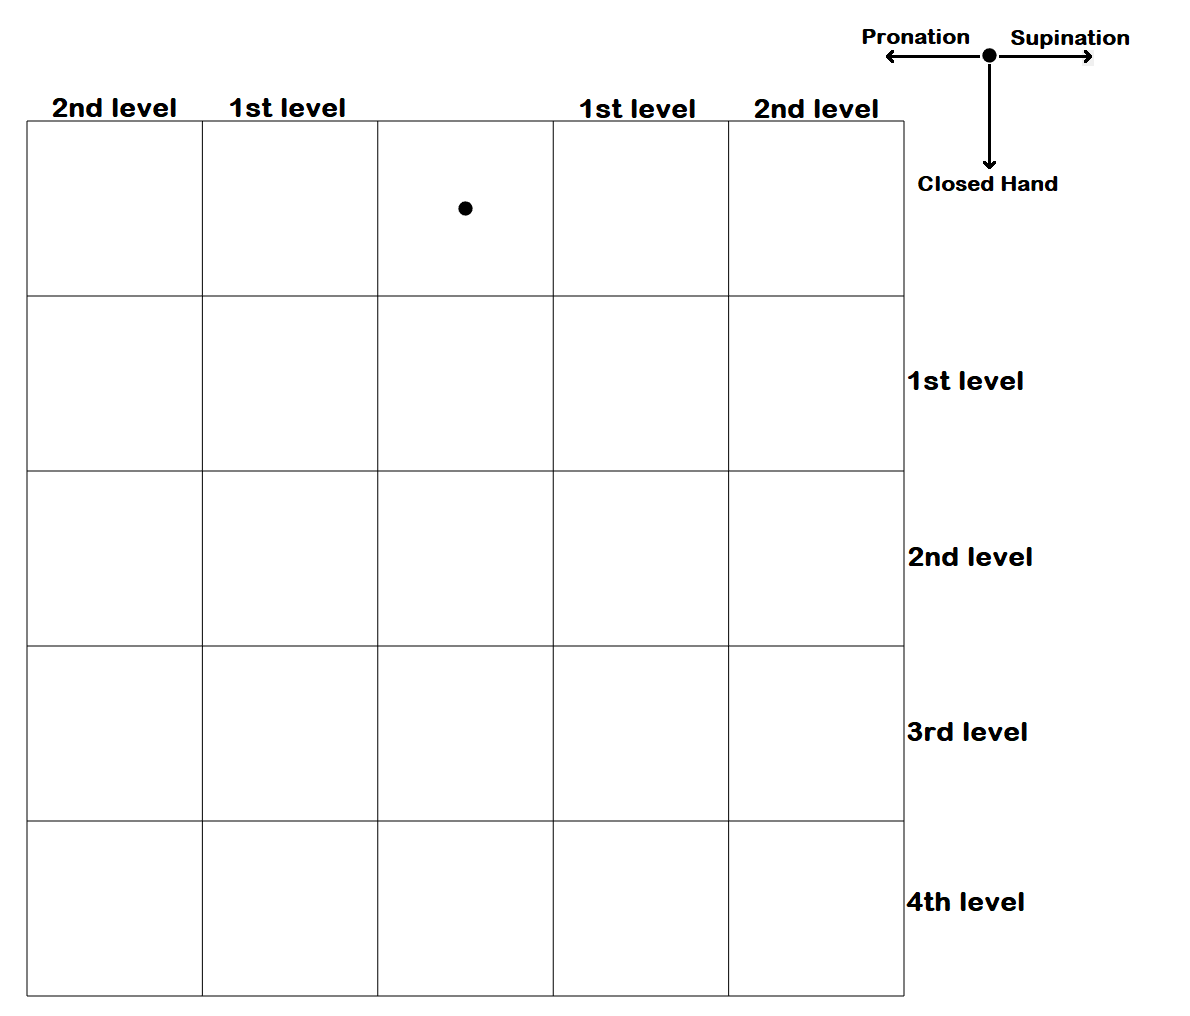 Pronation Supination
2nd level 1st level 1st level 2nd level
Closed Hand
1st level
2nd level
3rd level
4th level